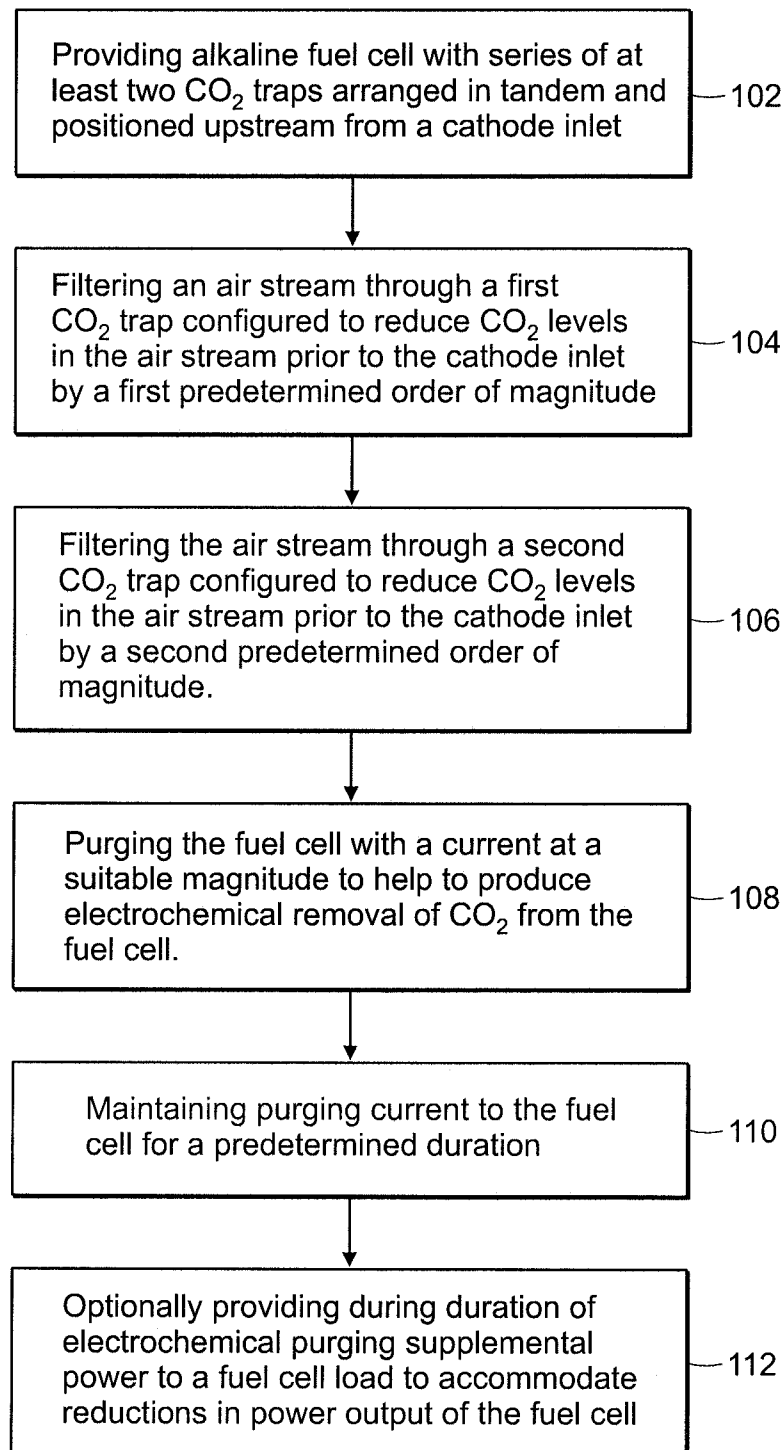 Providing alkaline fuel cell with series of at
least two CO₂ traps arranged in tandem and
positioned upstream from a cathode inlet
102
Filtering an air stream through a first
CO₂ trap configured to reduce CO₂ levels
in the air stream prior to the cathode inlet
by a first predetermined order of magnitude
104
Filtering the air stream through a second
CO₂ trap configured to reduce CO₂ levels
in the air stream prior to the cathode inlet
by a second predetermined order of
magnitude.
106
Purging the fuel cell with a current at a
suitable magnitude to help to produce
electrochemical removal of CO₂ from the
fuel cell.
108
Maintaining purging current to the fuel
cell for a predetermined duration
110
Optionally providing during duration of
electrochemical purging supplemental
power to a fuel cell load to accommodate
reductions in power output of the fuel cell
112